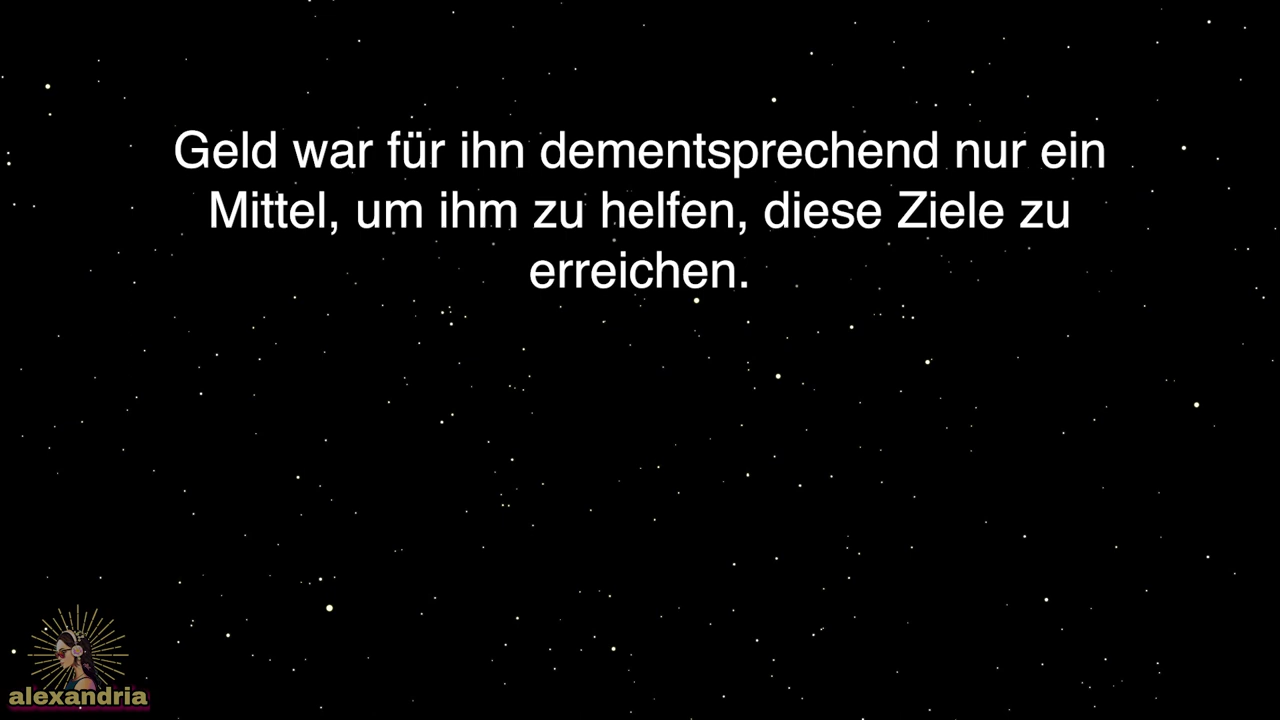 Geld war für ihn dementsprechend nur ein
Mittel, um ihm zu helfen, diese Ziele zu
erreichen.
alexandria